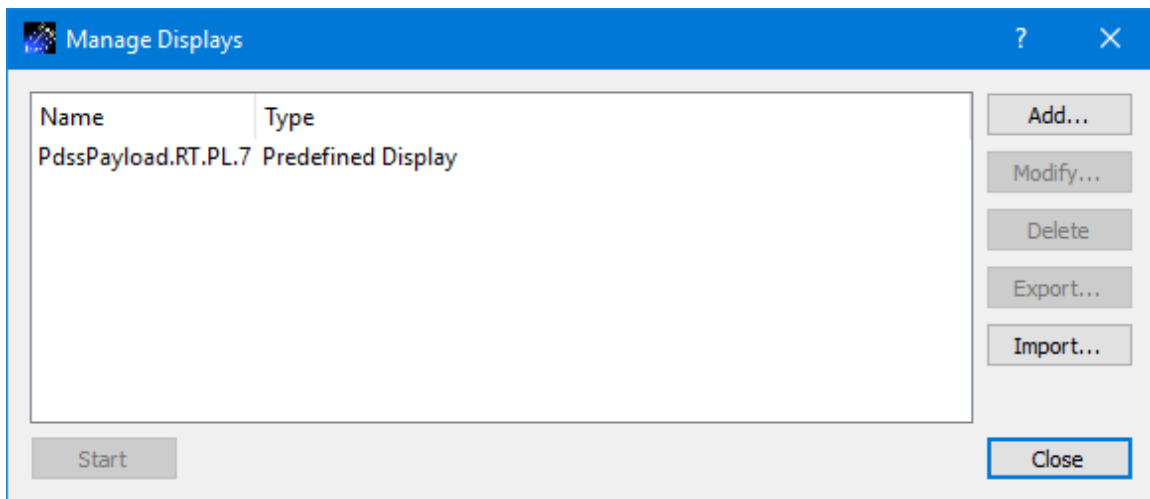 Manage Displays
?
Name Type
PdssPayload.RT.PL.7 Predefined Display
Add...
Modify...
Delete
Export...
Import...
Start
Close